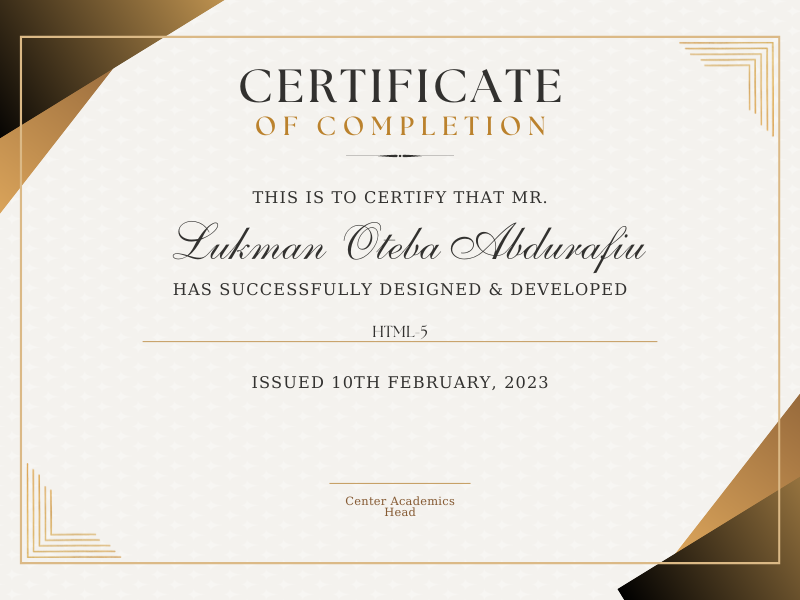 CERTIFICATE
OF COMPLETION
THIS IS TO CERTIFY THAT MR.
Lukman Oteba Abdurafiu
HAS SUCCESSFULLY DESIGNED & DEVELOPED
HTML-5
ISSUED 10TH FEBRUARY, 2023
Center Academics
Head